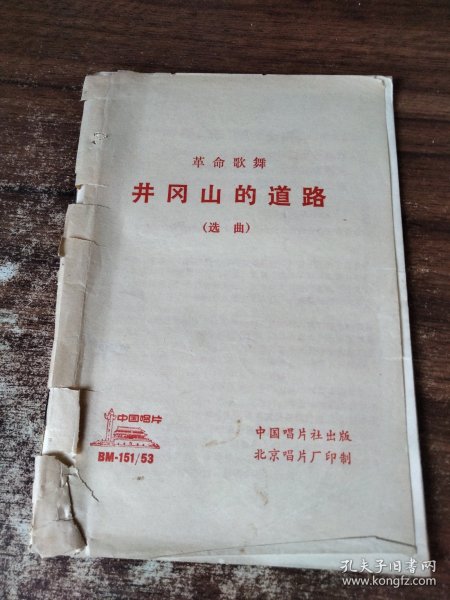 革命歌舞
井冈山的道路
(选 曲)
中国唱片
BM-151/53
中国唱片社出版
北京唱片厂印制
孔夫子旧书网
www.kongfz.com